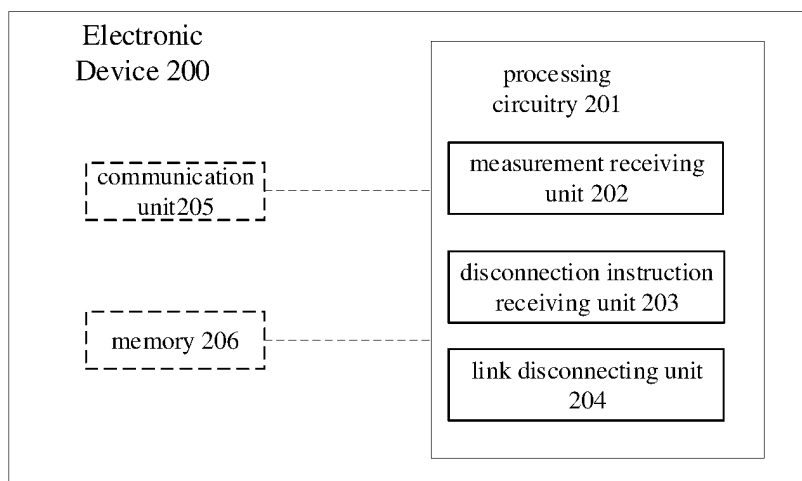 Electronic
Device 200
processing
circuitry 201
communication
unit205
measurement receiving
unit 202
disconnection instruction
receiving unit 203
memory 206
link disconnecting unit
204